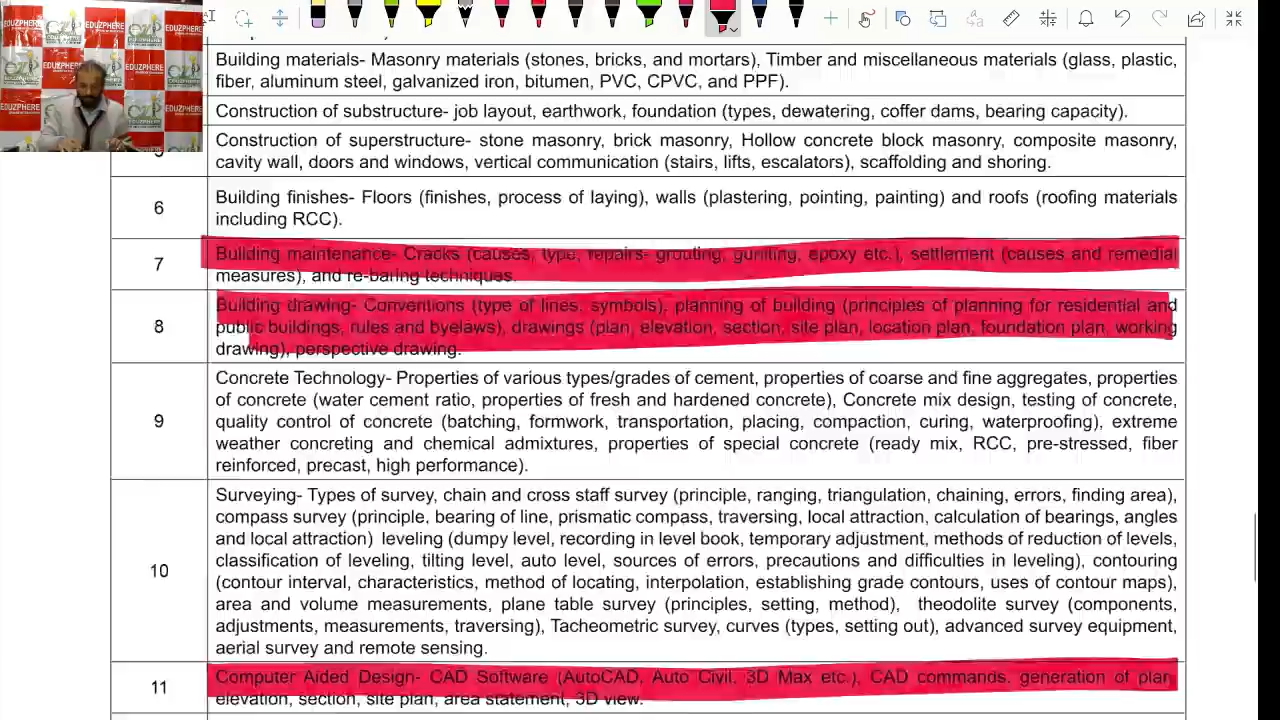 EDUZPHERE
Building materials- Masonry materials (stones, bricks, and mortars), Timber and miscellaneous materials (glass, plastic,
fiber, aluminum steel, galvanized iron, bitumen, PVC, CPVC, and PPF).
Construction of substructure- job layout, earthwork, foundation (types, dewatering, coffer dams, bearing capacity).
Construction of superstructure- stone masonry, brick masonry, Hollow concrete block masonry, composite masonry,
cavity wall, doors and windows, vertical communication (stairs, lifts, escalators), scaffolding and shoring.
6
Building finishes- Floors (finishes, process of laying), walls (plastering, pointing, painting) and roofs (roofing materials
including RCC).
7
Building maintenance- Cracks (causes, type, repairs- grouting, guniting, epoxy etc.), settlement (causes and remedial
measures), and re-baring techniques.
8
Building drawing- Conventions (type of lines, symbols), planning of building (principles of planning for residential and
public buildings, rules and byelaws), drawings (plan, elevation, section, site plan, location plan, foundation plan, working
drawing), perspective drawing.
9
Concrete Technology- Properties of various types/grades of cement, properties of coarse and fine aggregates, properties
of concrete (water cement ratio, properties of fresh and hardened concrete), Concrete mix design, testing of concrete,
quality control of concrete (batching, formwork, transportation, placing, compaction, curing, waterproofing), extreme
weather concreting and chemical admixtures, properties of special concrete (ready mix, RCC, pre-stressed, fiber
reinforced, precast, high performance).
10
Surveying- Types of survey, chain and cross staff survey (principle, ranging, triangulation, chaining, errors, finding area),
compass survey (principle, bearing of line, prismatic compass, traversing, local attraction, calculation of bearings, angles
and local attraction) leveling (dumpy level, recording in level book, temporary adjustment, methods of reduction of levels,
classification of leveling, tilting level, auto level, sources of errors, precautions and difficulties in leveling), contouring
(contour interval, characteristics, method of locating, interpolation, establishing grade contours, uses of contour maps),
area and volume measurements, plane table survey (principles, setting, method), theodolite survey (components,
adjustments, measurements, traversing), Tacheometric survey, curves (types, setting out), advanced survey equipment,
aerial survey and remote sensing.
11
Computer Aided Design- CAD Software (AutoCAD, Auto Civil, 3D Max etc.), CAD commands, generation of plan,
elevation, section, site plan, area statement, 3D view.